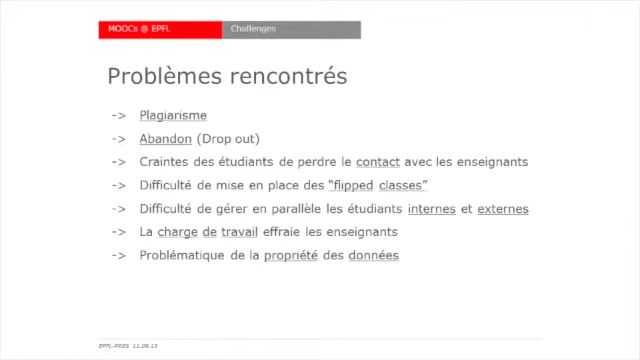 MOOCs @ EPFL Challenges
Problèmes rencontrés
-> Plagiarisme
-> Abandon (Drop out)
-> Craintes des étudiants de perdre le contact avec les enseignants
-> Difficulté de mise en place des “flipped classes”
-> Difficulté de gérer en parallèle les étudiants internes et externes
-> La charge de travail effraie les enseignants
-> Problématique de la propriété des données
EPFL-PRES 11.09.13